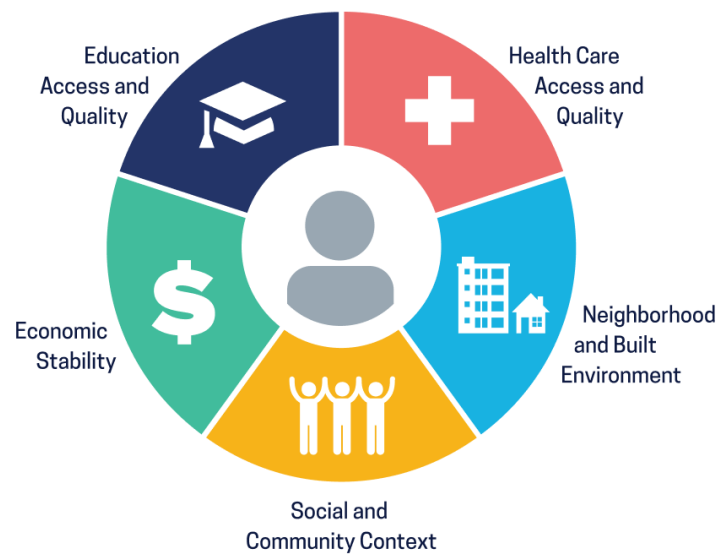 Education
Access and
Quality
Health Care
Access and
Quality
Economic
Stability
Neighborhood
and Built
Environment
Social and
Community Context